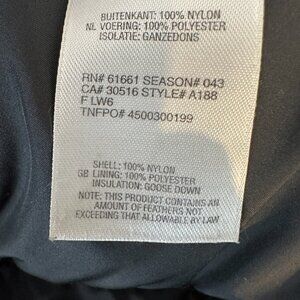 BUITENKANT: 100% NYLON
NL VOERING: 100% POLYESTER
ISOLATIE: GANZEDONS
RN# 61661 SEASON# 043
CA# 30516 STYLE# A188
F LW6
TNFPO# 4500300199
SHELL: 100% NYLON
GB LINING: 100% POLYESTER
INSULATION: GOOSE DOWN
NOTE: THIS PRODUCT CONTAINS AN
AMOUNT OF FEATHERS NOT
EXCEEDING THAT ALLOWABLE BY LAW